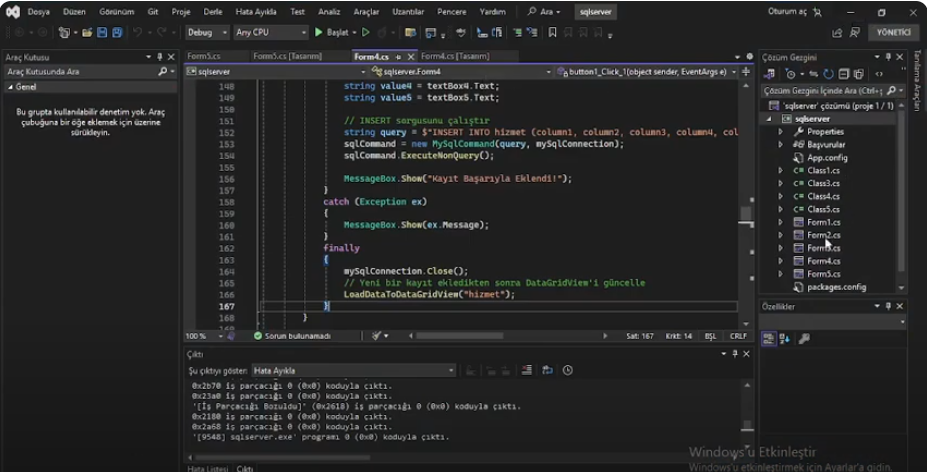 Dosya Düzen Görünüm Git Proje Derle Hata Ayıkla Test Analiz Araçlar Uzantılar Pencere Yardım Ara sqlserver Oturum aç
Debug Any CPU Başlat YÖNETİCİ
Araç Kutusu
Araç Kutusunda Ara
Genel
Bu grupta kullanılabilir denetim yok. Araç
çubuğuna bir öğe eklemek için üzerine
sürükleyin.
Form5.cs Form5.cs [Tasarım] Form4.cs Form4.cs [Tasarım]
sqlserver sqlserver.Form4 button1_Click_1(object sender, EventArgs e)
148 string value4 = textBox4.Text;
149 string value5 = textBox5.Text;
150
151 // INSERT sorgusunu çalıştır
152 string query = $"INSERT INTO hizmet (column1, column2, column3, column4, col
153 sqlCommand = new MySqlCommand(query, mySqlConnection);
154 sqlCommand.ExecuteNonQuery();
155
156 MessageBox.Show("Kayıt Başarıyla Eklendi!");
157 }
158 catch (Exception ex)
159 {
160 MessageBox.Show(ex.Message);
161 }
162 finally
163 {
164 mySqlConnection.Close();
165 // Yeni bir kayıt ekledikten sonra DataGridView'i güncelle
166 LoadDataToDataGridView("hizmet");
167 }
168 }
169
100 % Sorun bulunamadı Sat: 167 Krkt: 14 BŞL CRLF
Çıktı
Şu çıktıyı göster: Hata Ayıkla
0x2b70 iş parçacığı 0 (0x0) koduyla çıktı.
0x23a0 iş parçacığı 0 (0x0) koduyla çıktı.
'[İş Parçacığı Bozuldu]' (0x2618) iş parçacığı 0 (0x0) koduyla çıktı.
0x2180 iş parçacığı 0 (0x0) koduyla çıktı.
0x2a68 iş parçacığı 0 (0x0) koduyla çıktı.
'[9548] sqlserver.exe' programı 0 (0x0) koduyla çıktı.
Hata Listesi Çıktı
Çözüm Gezgini
Çözüm Gezgini İçinde Ara (Ctrl+ş
'sqlserver' çözümü (proje 1 / 1)
sqlserver
Properties
Başvurular
App.config
Class1.cs
Class3.cs
Class4.cs
Class5.cs
Form1.cs
Form2.cs
Form3.cs
Form4.cs
Form5.cs
packages.config
Özellikler
Tanılama Araçları
Windows'u Etkinleştir
Windows'u etkinleştirmek için Ayarlar'a gidin.